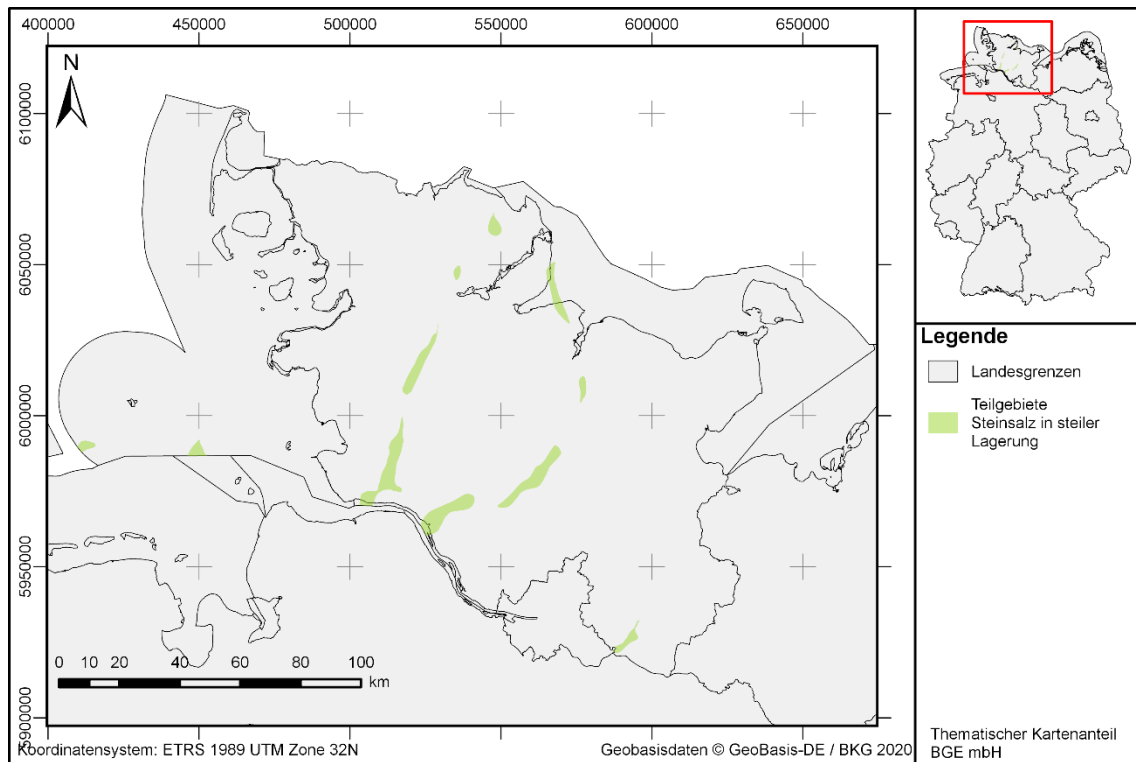 400000 450000 500000 550000 600000 650000
N
6100000
6050000
6000000
5950000
5900000
0 10 20 40 60 80 100
km
Koordinatensystem: ETRS 1989 UTM Zone 32N
Geobasisdaten © GeoBasis-DE / BKG 2020
Legende
Landesgrenzen
Teilgebiete
Steinsalz in steiler
Lagerung
Thematischer Kartenanteil
BGE mbH